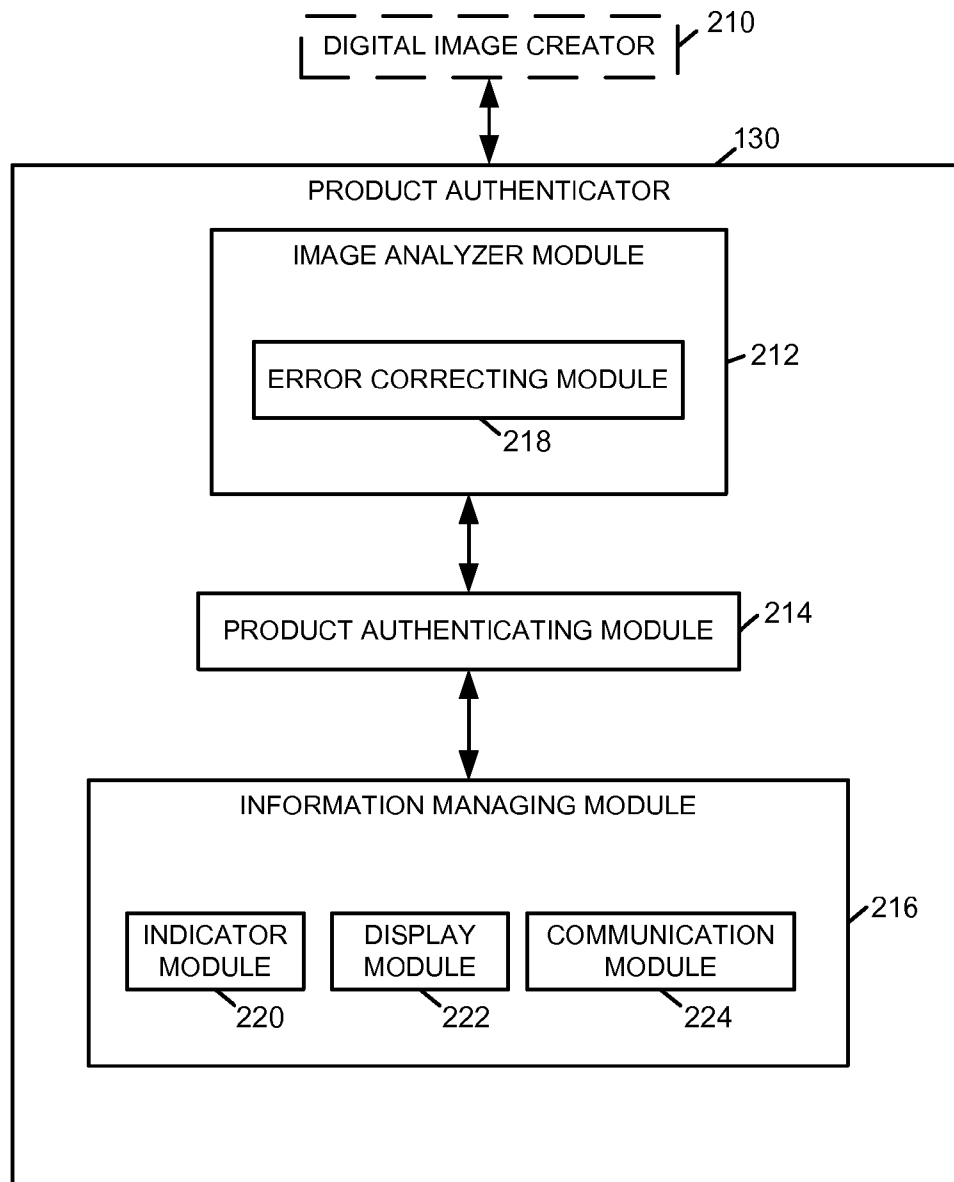 210
DIGITAL IMAGE CREATOR
130
PRODUCT AUTHENTICATOR
IMAGE ANALYZER MODULE
212
ERROR CORRECTING MODULE
218
PRODUCT AUTHENTICATING MODULE
214
INFORMATION MANAGING MODULE
216
INDICATOR
MODULE
220
DISPLAY
MODULE
222
COMMUNICATION
MODULE
224